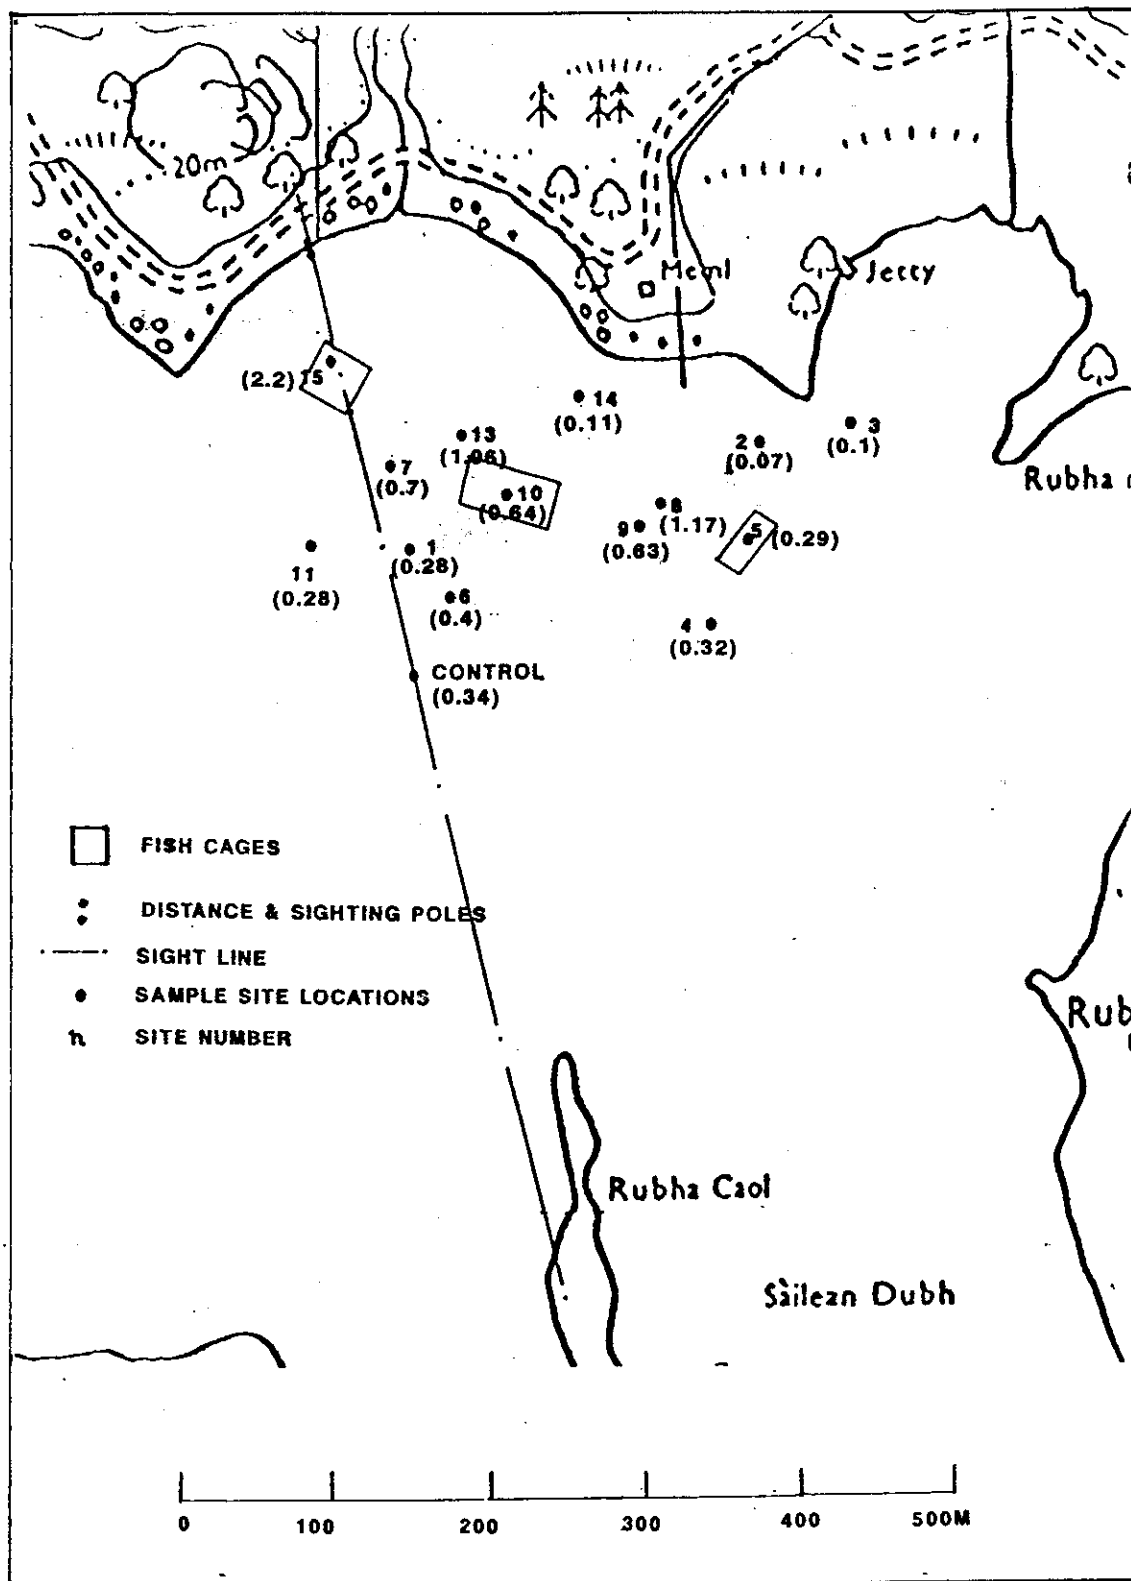 20m
Meml
Jetty
(2.2) 15
14
(0.11)
3
(0.1)
2
(0.07)
13
(1.96)
7
(0.7)
10
(0.64)
8
(1.17)
9
(0.63)
5 (0.29)
Rubha
1
(0.28)
11
(0.28)
6
(0.4)
4
(0.32)
CONTROL
(0.34)
FISH CAGES
DISTANCE & SIGHTING POLES
SIGHT LINE
SAMPLE SITE LOCATIONS
n SITE NUMBER
Rub
Rubha Caol
Sàilean Dubh
0 100 200 300 400 500M